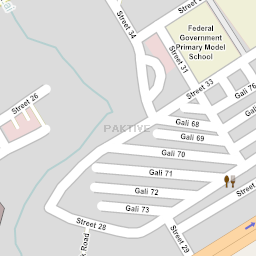 Street 34
Federal
Government
Primary Model
School
Street 31
Street 33
Gali 76
Street 26
Gali 68
PAKTIVE
Gali 69
Gali 70
Gali 71
Gali 72
Gali 73
Street
Street 28
Road
Street 29